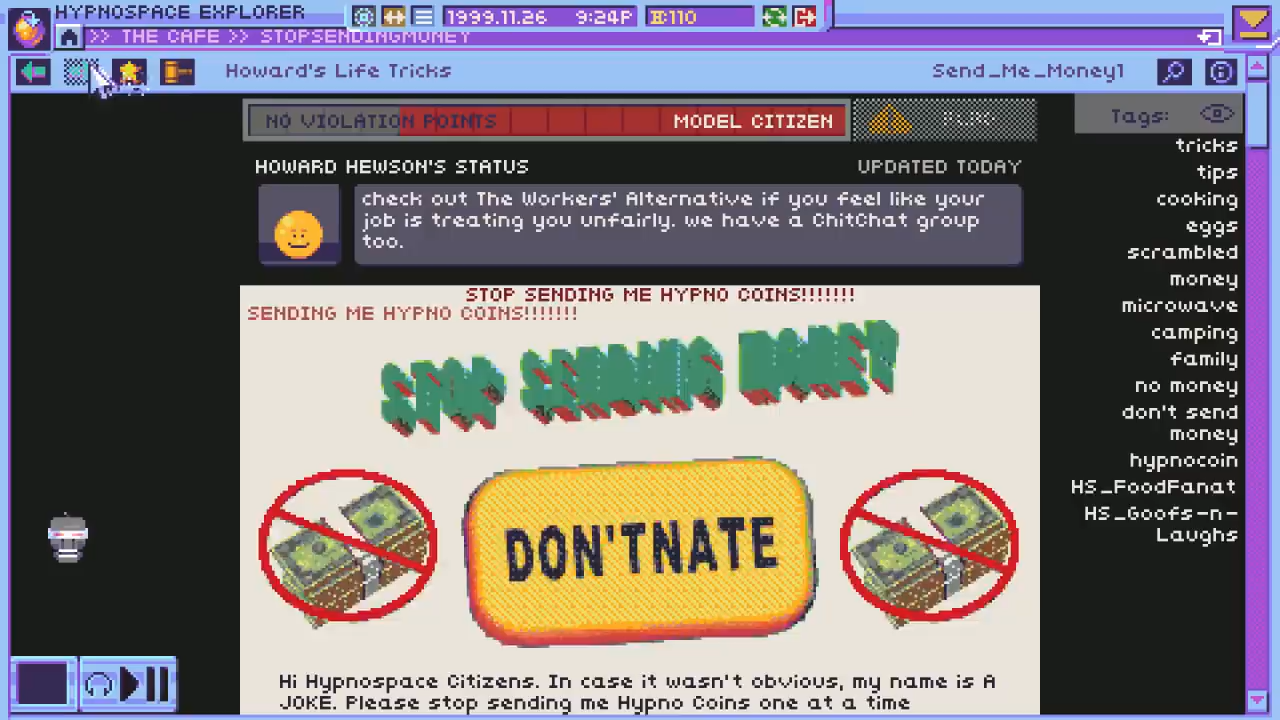 HYPNOSPACE EXPLORER
1999.11.26 9:24P
110
>> THE CAFE >> STOPSENDINGMONEY
Howard's Life Tricks
Send_Me_Money1
NO VIOLATION POINTS
MODEL CITIZEN
Tags:
tricks
tips
cooking
eggs
scrambled
money
microwave
camping
family
no money
don't send
money
hypnocoin
HS_FoodFanat
HS_Goofs-n-
Laughs
HOWARD HEWSON'S STATUS
UPDATED TODAY
check out The Workers' Alternative if you feel like your
job is treating you unfairly. we have a ChitChat group
too.
STOP SENDING ME HYPNO COINS!!!!!!!
SENDING ME HYPNO COINS!!!!!!!
STOP SENDING MONEY
DON'TNATE
Hi Hypnospace Citizens. In case it wasn't obvious, my name is A
JOKE. Please stop sending me Hypno Coins one at a time